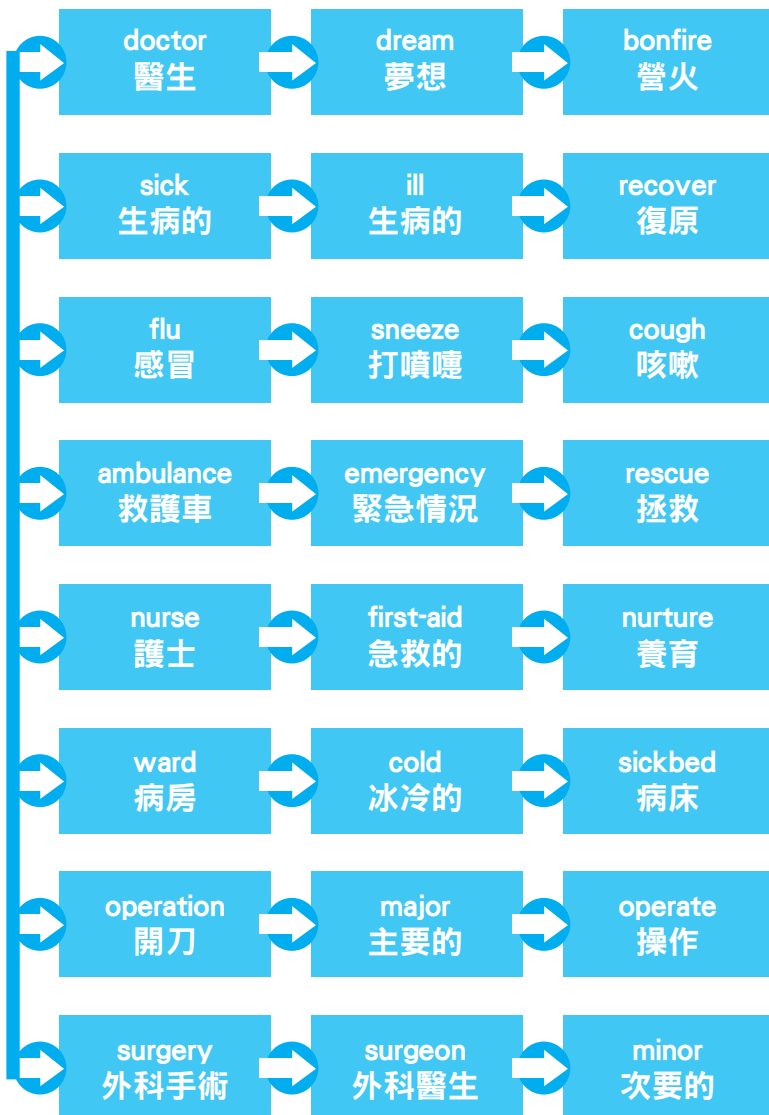 doctor
醫生
dream
夢想
bonfire
營火
sick
生病的
ill
生病的
recover
復原
flu
感冒
sneeze
打噴嚏
cough
咳嗽
ambulance
救護車
emergency
緊急情況
rescue
拯救
nurse
護士
first-aid
急救的
nurture
養育
ward
病房
cold
冰冷的
sickbed
病床
operation
開刀
major
主要的
operate
操作
surgery
外科手術
surgeon
外科醫生
minor
次要的